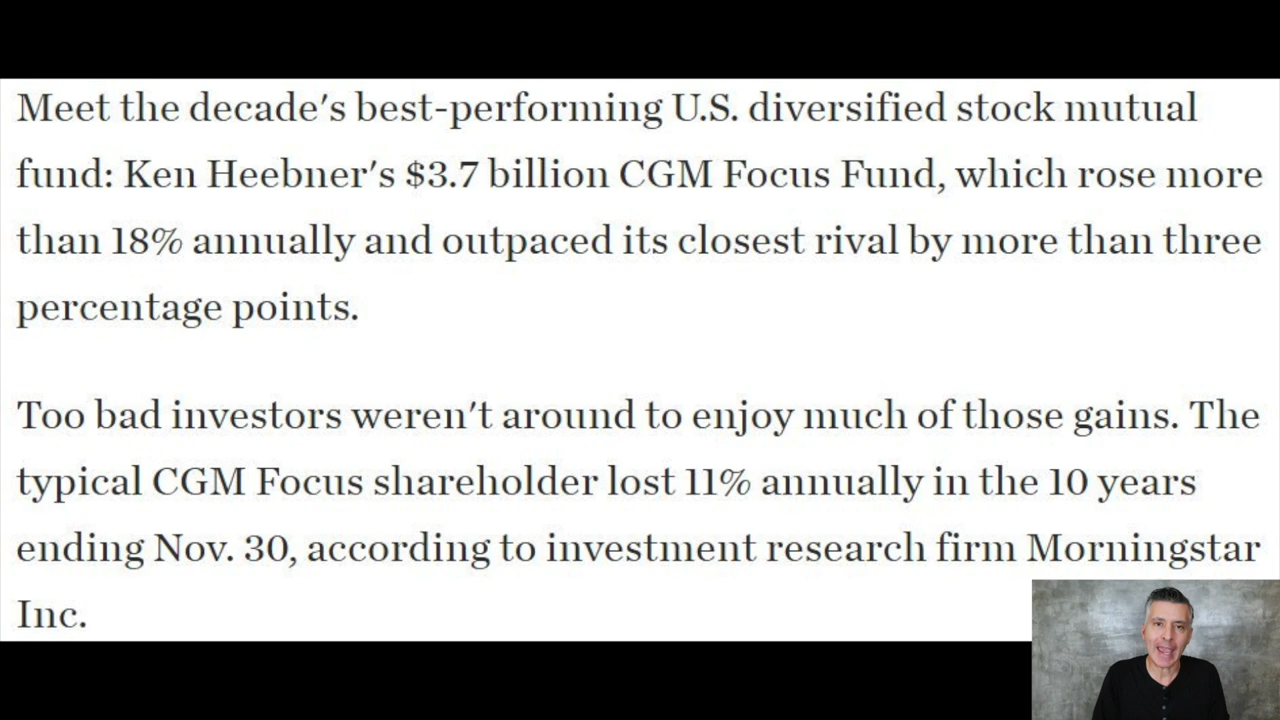 Meet the decade's best-performing U.S. diversified stock mutual
fund: Ken Heebner's $3.7 billion CGM Focus Fund, which rose more
than 18% annually and outpaced its closest rival by more than three
percentage points.
Too bad investors weren't around to enjoy much of those gains. The
typical CGM Focus shareholder lost 11% annually in the 10 years
ending Nov. 30, according to investment research firm Morningstar
Inc.